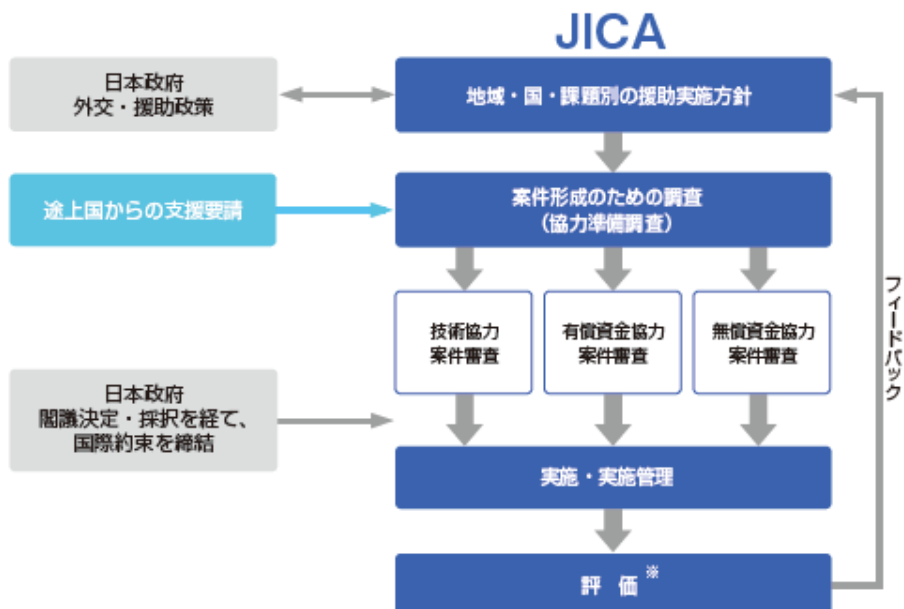 JICA
日本政府
外交・援助政策
地域・国・課題別の援助実施方針
途上国からの支援要請
案件形成のための調査
（協力準備調査）
技術協力
案件審査
有償資金協力
案件審査
無償資金協力
案件審査
フィードバック
日本政府
閣議決定・採択を経て、
国際約束を締結
実施・実施管理
評 価※